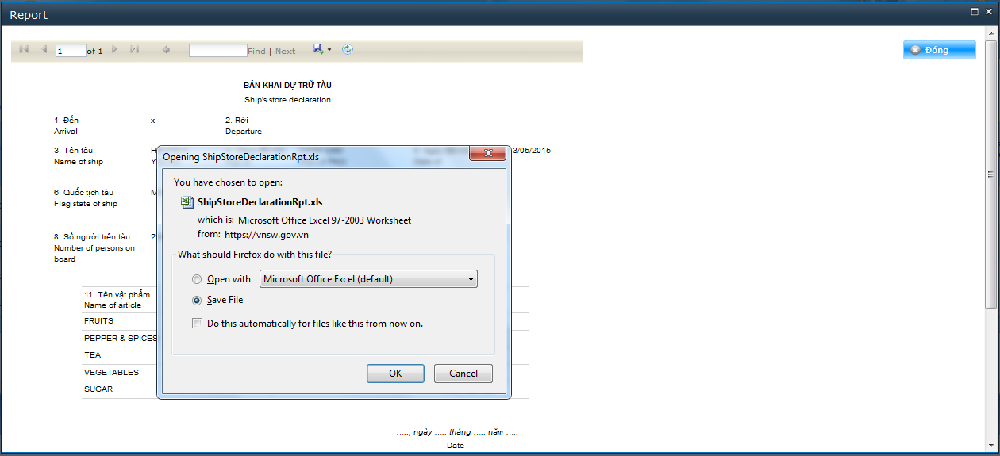 Report
1 of 1 Find | Next
Đóng
BẢN KHAI DỰ TRỮ TÀU
Ship's store declaration
1. Đến x 2. Rời
Arrival Departure
3. Tên tàu: H 3/05/2015
Name of ship Y
6. Quốc tịch tàu M
Flag state of ship
8. Số người trên tàu 2
Number of persons on
board
11. Tên vật phẩm
Name of article
FRUITS
PEPPER & SPICES
TEA
VEGETABLES
SUGAR
Opening ShipStoreDeclarationRpt.xls
You have chosen to open:
ShipStoreDeclarationRpt.xls
which is: Microsoft Office Excel 97-2003 Worksheet
from: https://vnsw.gov.vn
What should Firefox do with this file?
Open with Microsoft Office Excel (default)
Save File
Do this automatically for files like this from now on.
OK Cancel
....., ngày ..... tháng ..... năm .....
Date